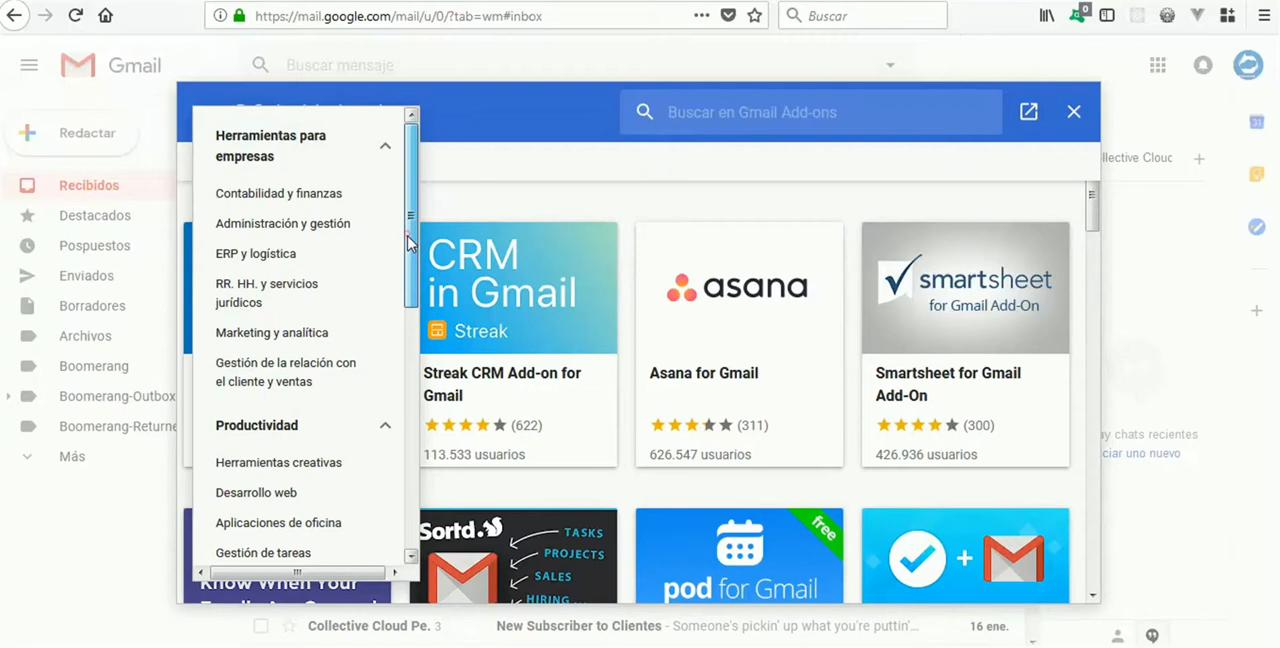 https://mail.google.com/mail/u/0/?tab=wm#inbox
Buscar
0
Gmail
Buscar mensaje
Redactar
Recibidos
Destacados
Pospuestos
Enviados
Borradores
Archivos
Boomerang
Boomerang-Outbox
Boomerang-Returne
Más
Buscar en Gmail Add-ons
Herramientas para
empresas
Contabilidad y finanzas
Administración y gestión
ERP y logística
RR. HH. y servicios
jurídicos
Marketing y analítica
Gestión de la relación con
el cliente y ventas
Productividad
Herramientas creativas
Desarrollo web
Aplicaciones de oficina
Gestión de tareas
CRM
in Gmail
Streak
Streak CRM Add-on for
Gmail
(622)
113.533 usuarios
asana
Asana for Gmail
(311)
626.547 usuarios
smartsheet
for Gmail Add-On
Smartsheet for Gmail
Add-On
(300)
426.936 usuarios
Know When Your
Sortd.
TASKS
PROJECTS
SALES
HIRING
free
pod for Gmail
+
llective Clouc
31
y chats recientes
ciar uno nuevo
Collective Cloud Pe. 3
New Subscriber to Clientes - Someone's pickin' up what you're puttin'...
16 ene.